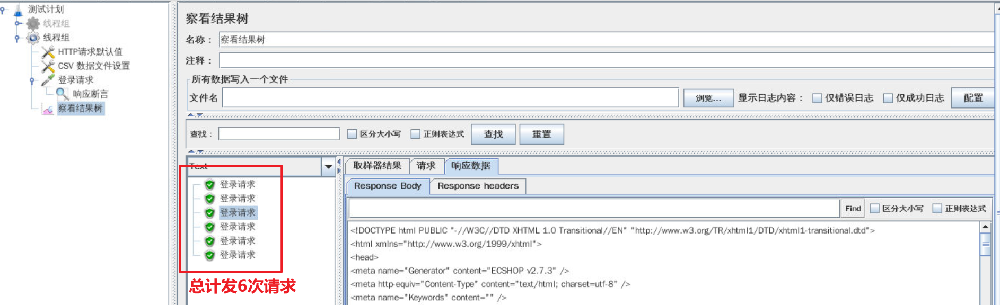 测试计划
线程组
线程组
HTTP请求默认值
CSV 数据文件设置
登录请求
响应断言
察看结果树
察看结果树
名称： 察看结果树
注释：
所有数据写入一个文件
文件名 浏览... 显示日志内容： 仅错误日志 仅成功日志 配置
查找： 区分大小写 正则表达式 查找 重置
Text
登录请求
登录请求
登录请求
登录请求
登录请求
登录请求
总计发6次请求
取样器结果 请求 响应数据
Response Body Response headers
Find 区分大小写 正则表达式
<!DOCTYPE html PUBLIC "-//W3C//DTD XHTML 1.0 Transitional//EN" "http://www.w3.org/TR/xhtml1/DTD/xhtml1-transitional.dtd">
<html xmlns="http://www.w3.org/1999/xhtml">
<head>
<meta name="Generator" content="ECSHOP v2.7.3" />
<meta http-equiv="Content-Type" content="text/html; charset=utf-8" />
<meta name="Keywords" content="" />